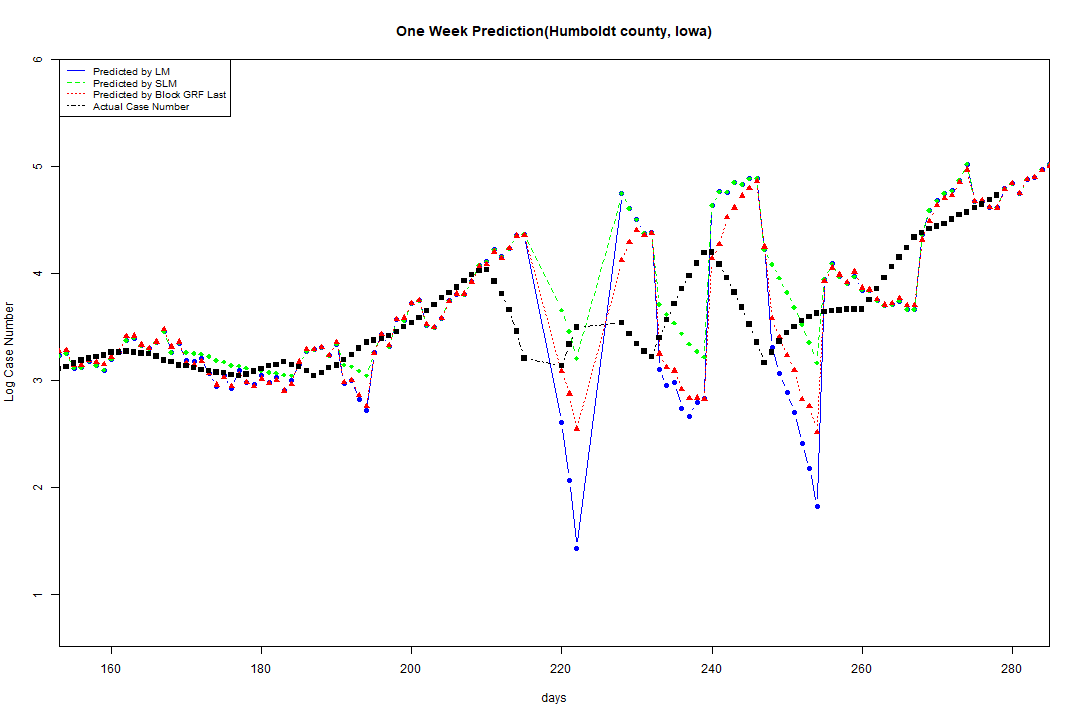 One Week Prediction(Humboldt county, Iowa)
Predicted by LM
Predicted by SLM
Predicted by Block GRF Last
Actual Case Number
6
5
4
3
2
1
Log Case Number
160 180 200 220 240 260 280
days